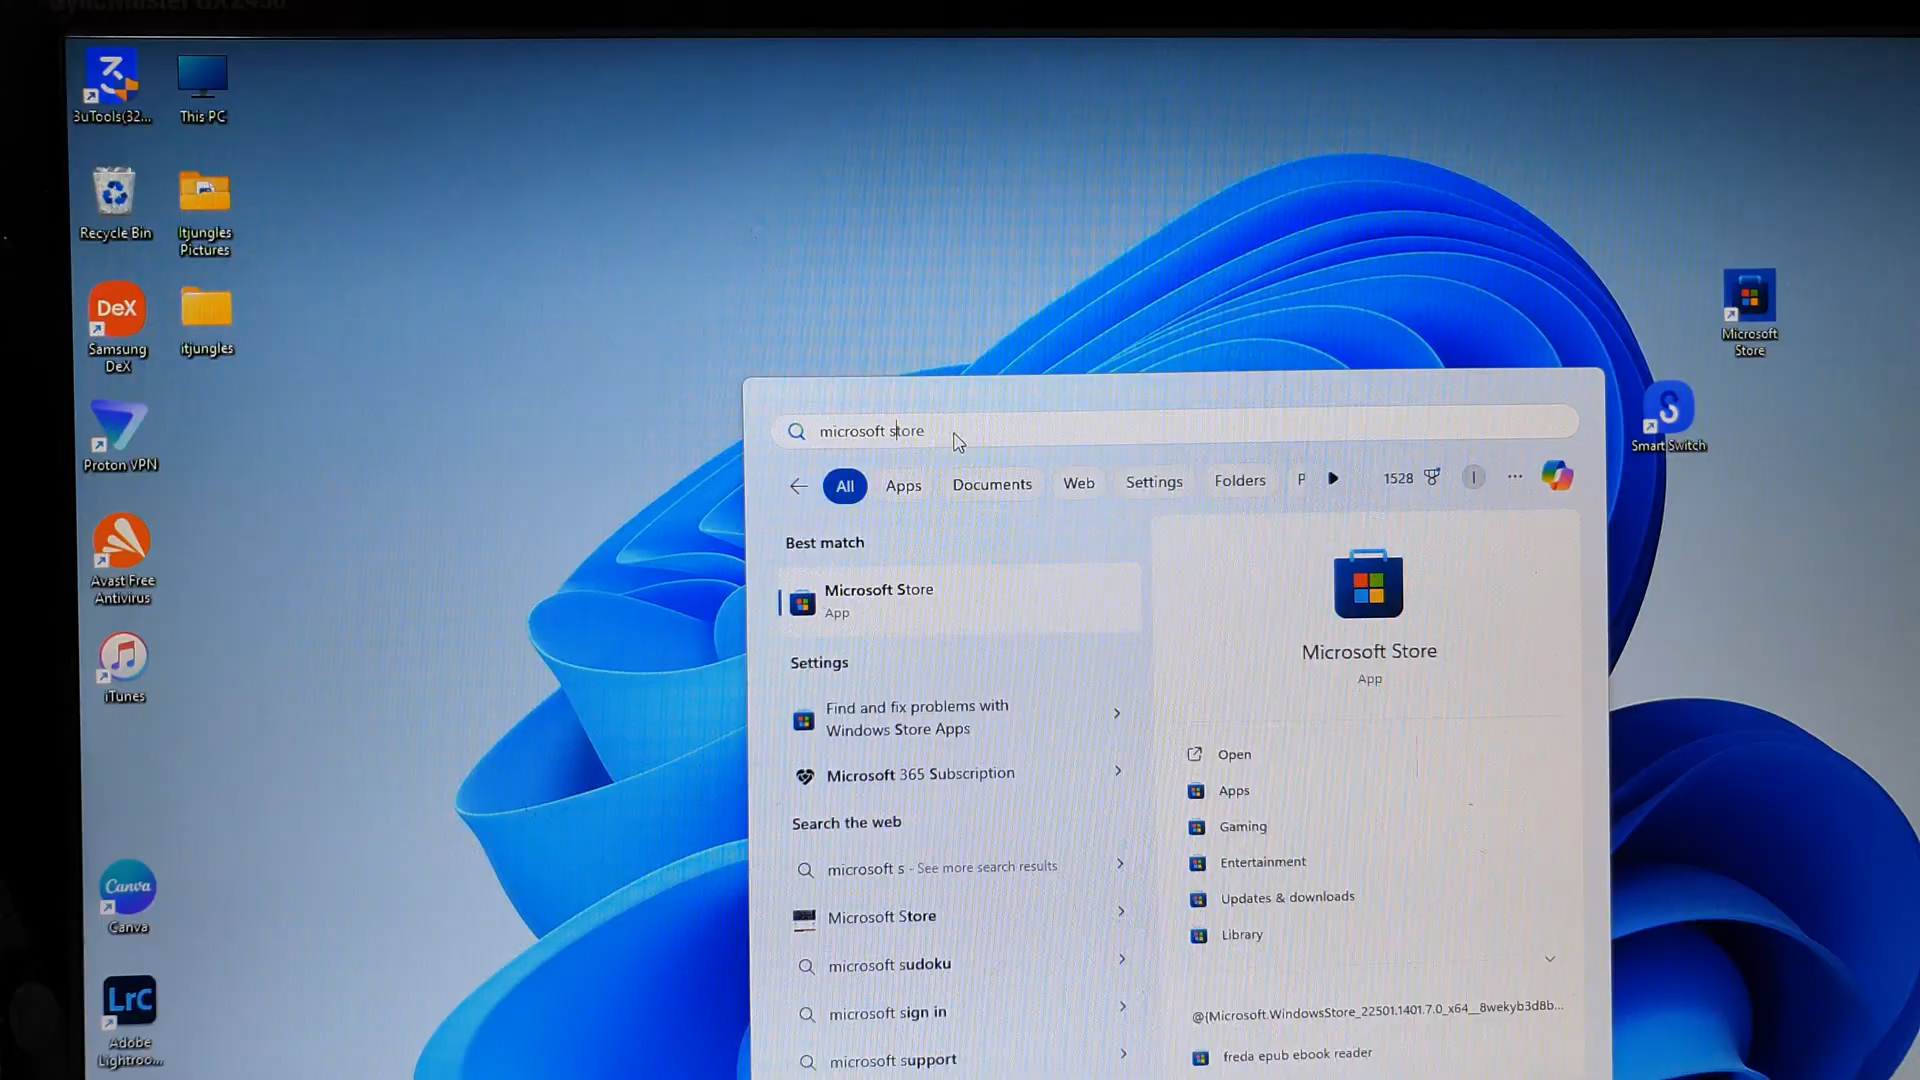 3uTools(32...
This PC
Recycle Bin
Itjungles
Pictures
DeX
Samsung
DeX
itjungles
Proton VPN
Avast Free
Antivirus
iTunes
Canva
Canva
LrC
Adobe
Lightroo...
Microsoft
Store
Smart Switch
microsoft store
All
Apps
Documents
Web
Settings
Folders
P
1528
I
Best match
Microsoft Store
App
Settings
Find and fix problems with
Windows Store Apps
Microsoft 365 Subscription
Search the web
microsoft s - See more search results
Microsoft Store
microsoft sudoku
microsoft sign in
microsoft support
Microsoft Store
App
Open
Apps
Gaming
Entertainment
Updates & downloads
Library
@{Microsoft.WindowsStore_22501.1401.7.0_x64__8wekyb3d8b...
freda epub ebook reader